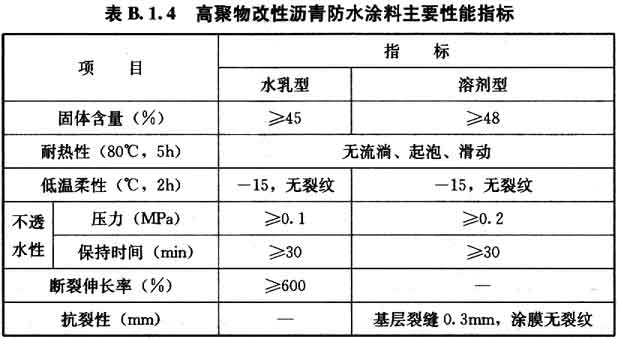 表 B.1.4 高聚物改性沥青防水涂料主要性能指标
项 目 指 标
水乳型 溶剂型
固体含量（%） ≥45 ≥48
耐热性（80℃，5h） 无流淌、起泡、滑动
低温柔性（℃，2h） －15，无裂纹 －15，无裂纹
不透水性 压力（MPa） ≥0.1 ≥0.2
保持时间（min） ≥30 ≥30
断裂伸长率（%） ≥600 —
抗裂性（mm） — 基层裂缝 0.3mm，涂膜无裂纹